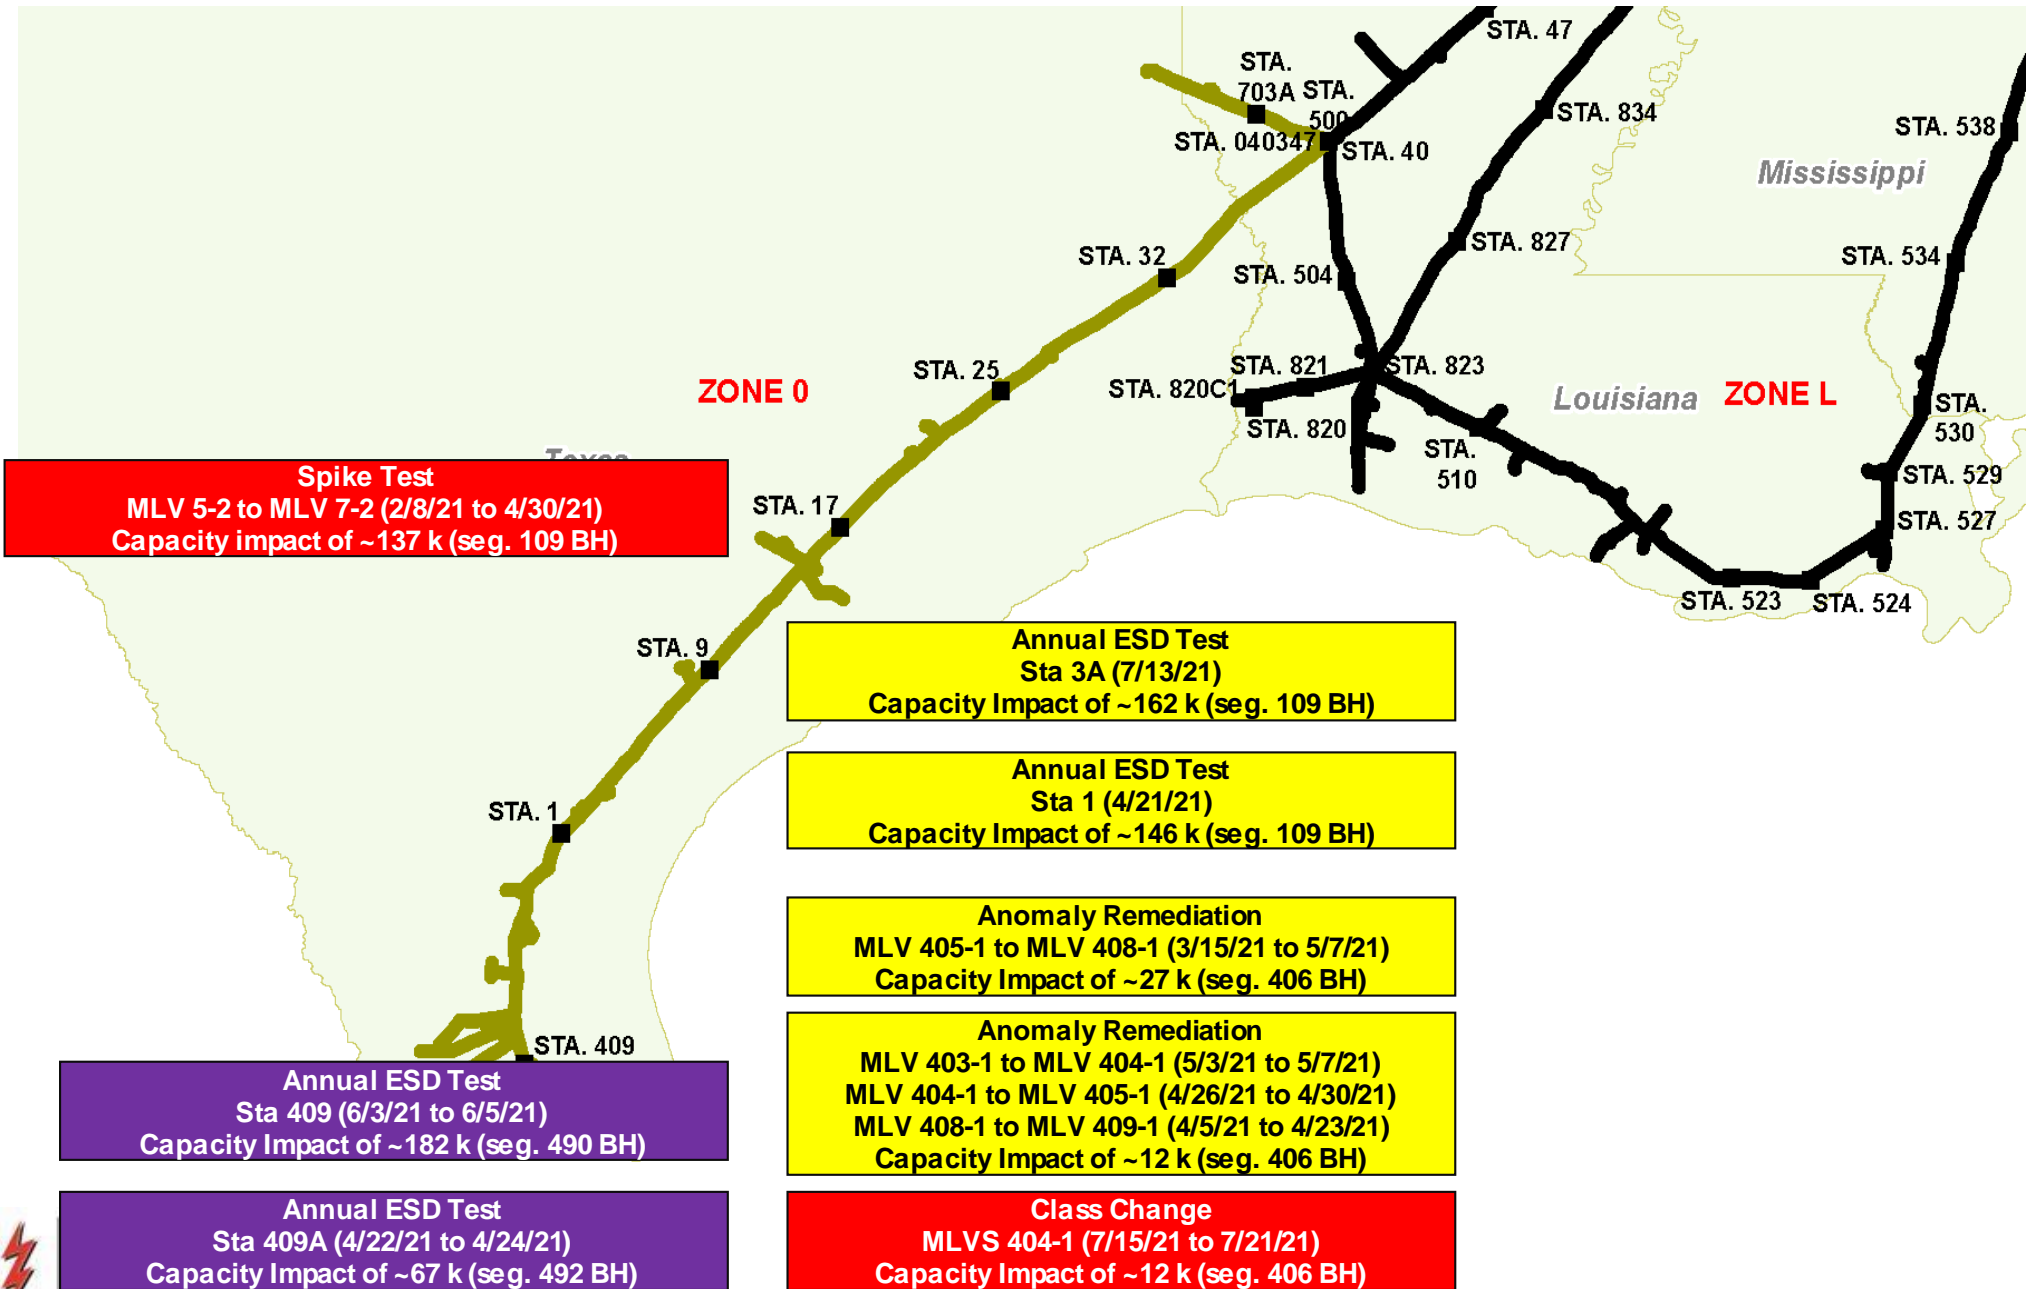 STA. 47
STA.
703A
STA.
500
STA. 834
STA. 538
STA. 040347
STA. 40
Mississippi
STA. 827
STA. 32
STA. 504
STA. 534
STA. 25
STA. 821
STA. 823
ZONE 0
STA. 820C1
Louisiana
ZONE L
STA.
530
STA. 820
STA.
510
Texas
STA. 529
Spike Test
MLV 5-2 to MLV 7-2 (2/8/21 to 4/30/21)
Capacity impact of ~137 k (seg. 109 BH)
STA. 17
STA. 527
STA. 523
STA. 524
STA. 9
Annual ESD Test
Sta 3A (7/13/21)
Capacity Impact of ~162 k (seg. 109 BH)
Annual ESD Test
Sta 1 (4/21/21)
Capacity Impact of ~146 k (seg. 109 BH)
STA. 1
Anomaly Remediation
MLV 405-1 to MLV 408-1 (3/15/21 to 5/7/21)
Capacity Impact of ~27 k (seg. 406 BH)
Anomaly Remediation
MLV 403-1 to MLV 404-1 (5/3/21 to 5/7/21)
MLV 404-1 to MLV 405-1 (4/26/21 to 4/30/21)
MLV 408-1 to MLV 409-1 (4/5/21 to 4/23/21)
Capacity Impact of ~12 k (seg. 406 BH)
STA. 409
Annual ESD Test
Sta 409 (6/3/21 to 6/5/21)
Capacity Impact of ~182 k (seg. 490 BH)
Annual ESD Test
Sta 409A (4/22/21 to 4/24/21)
Capacity Impact of ~67 k (seg. 492 BH)
Class Change
MLVS 404-1 (7/15/21 to 7/21/21)
Capacity Impact of ~12 k (seg. 406 BH)